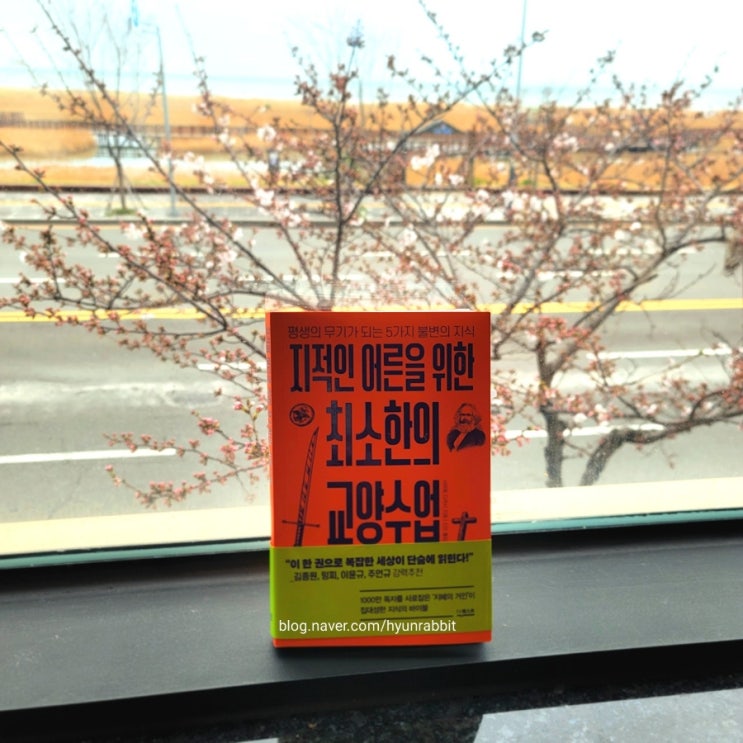 평생의 무기가 되는 5가지 불변의 지식
지적인 어른을 위한
최소한의
교양수업
"이 한 권으로 복잡한 세상이 단숨에 읽힌다!"
김종원, 밍찌, 이윤규, 주언규 강력추천
1000만 독자를 사로잡은 '지혜의 거인'이
집대성한 지식의 바이블
blog.naver.com/hyunrabbit